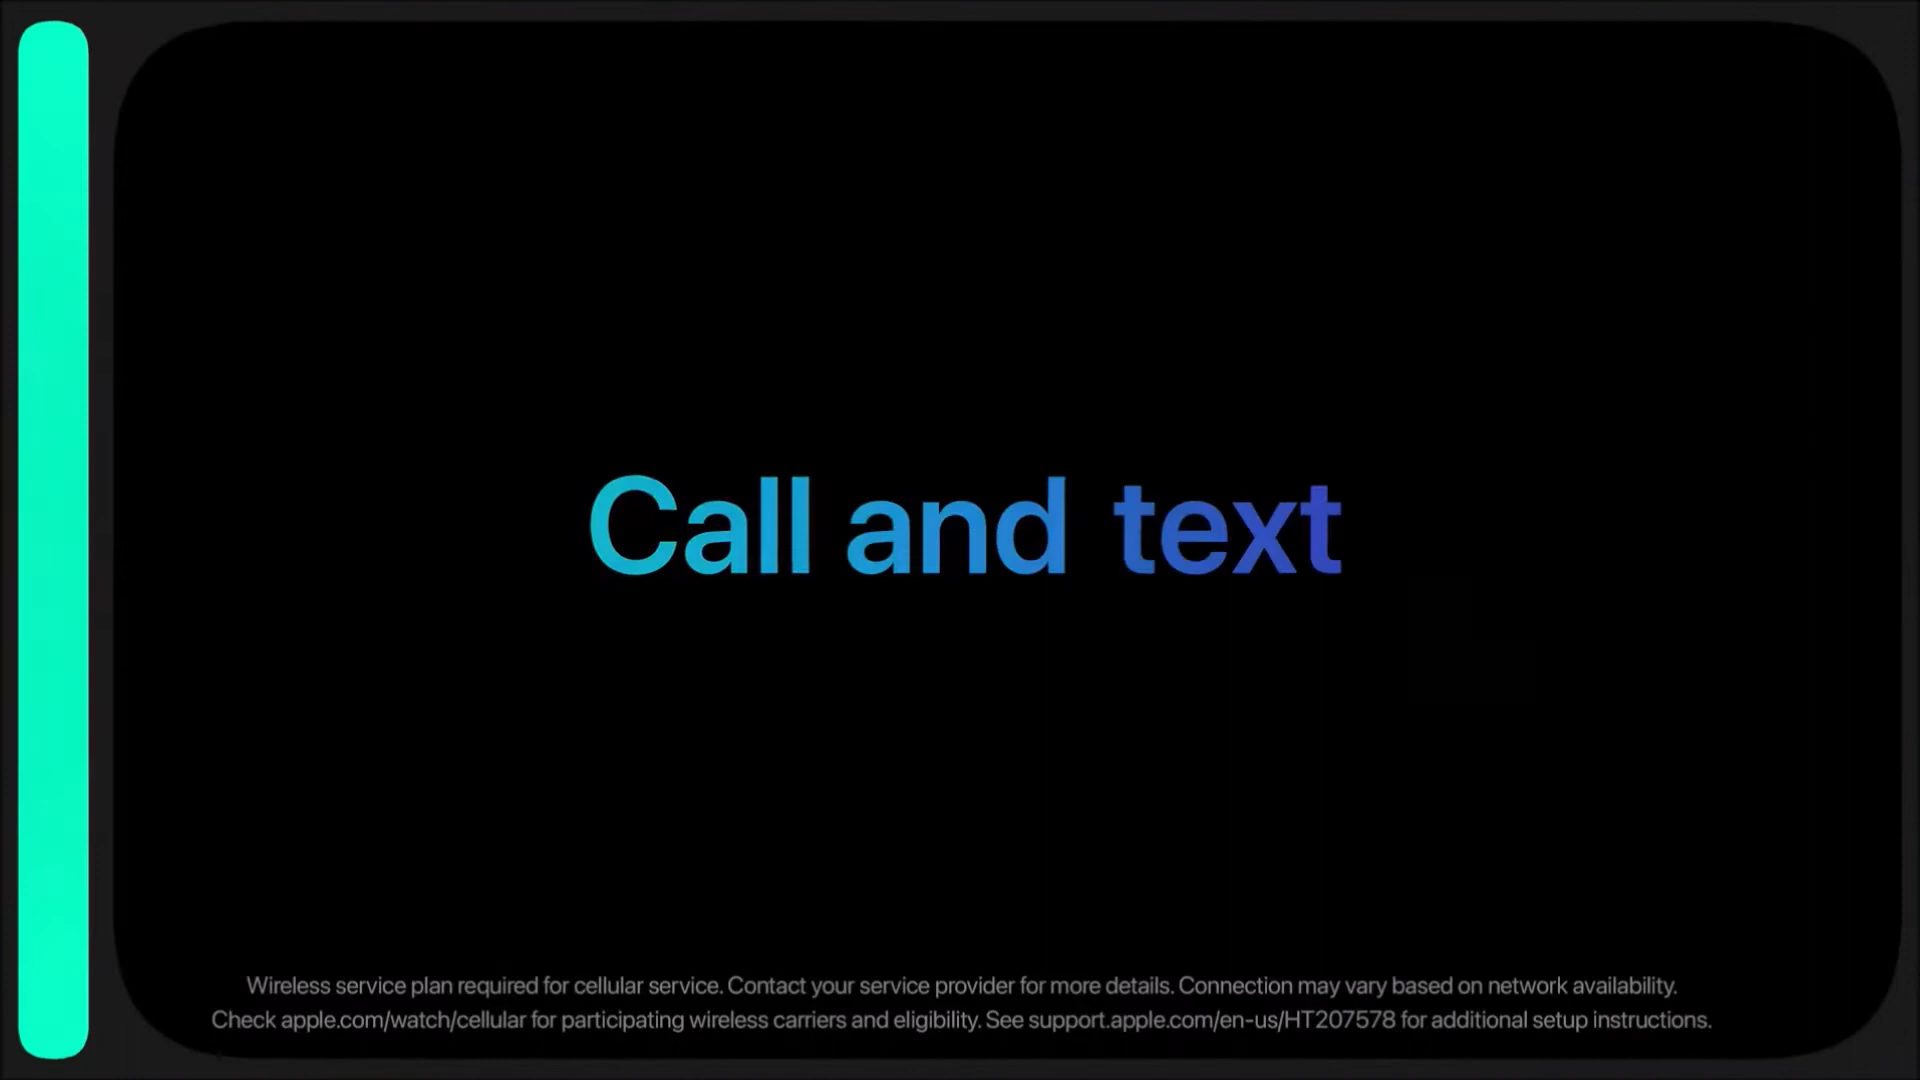 Call and text
Wireless service plan required for cellular service. Contact your service provider for more details. Connection may vary based on network availability.
Check apple.com/watch/cellular for participating wireless carriers and eligibility. See support.apple.com/en-us/HT207578 for additional setup instructions.